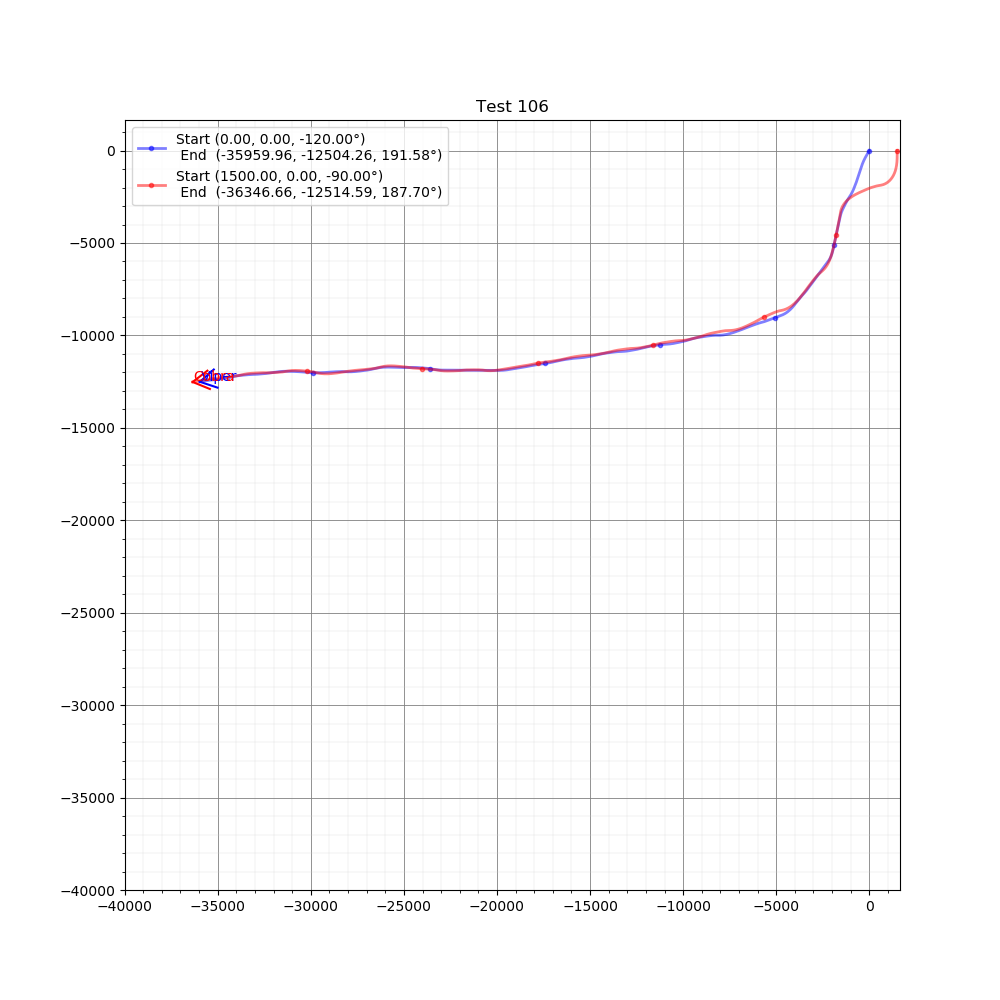 Test 106
Start (0.00, 0.00, -120.00°)
End (-35959.96, -12504.26, 191.58°)
Start (1500.00, 0.00, -90.00°)
End (-36346.66, -12514.59, 187.70°)
0
−5000
−10000
−15000
−20000
−25000
−30000
−35000
−40000
−40000 −35000 −30000 −25000 −20000 −15000 −10000 −5000 0